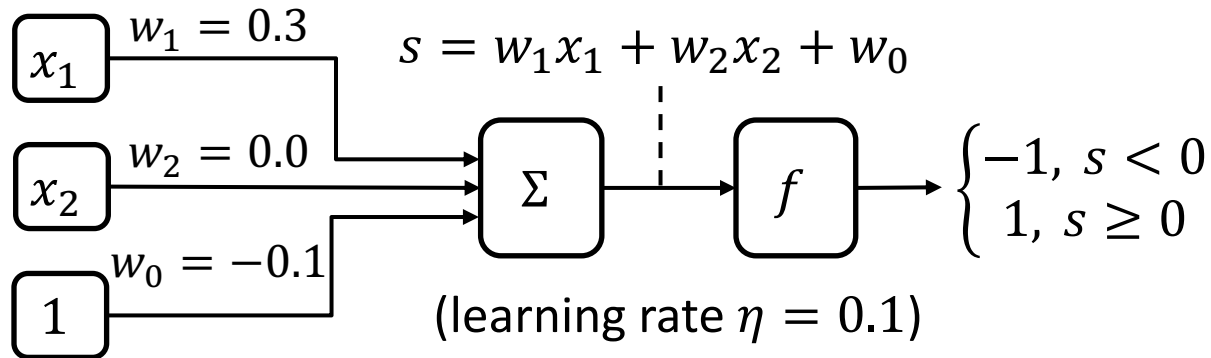 w₁ = 0.3
x₁
s = w₁x₁ + w₂x₂ + w₀
w₂ = 0.0
x₂
Σ
f
−1, s < 0
1, s ≥ 0
w₀ = −0.1
1
(learning rate η = 0.1)